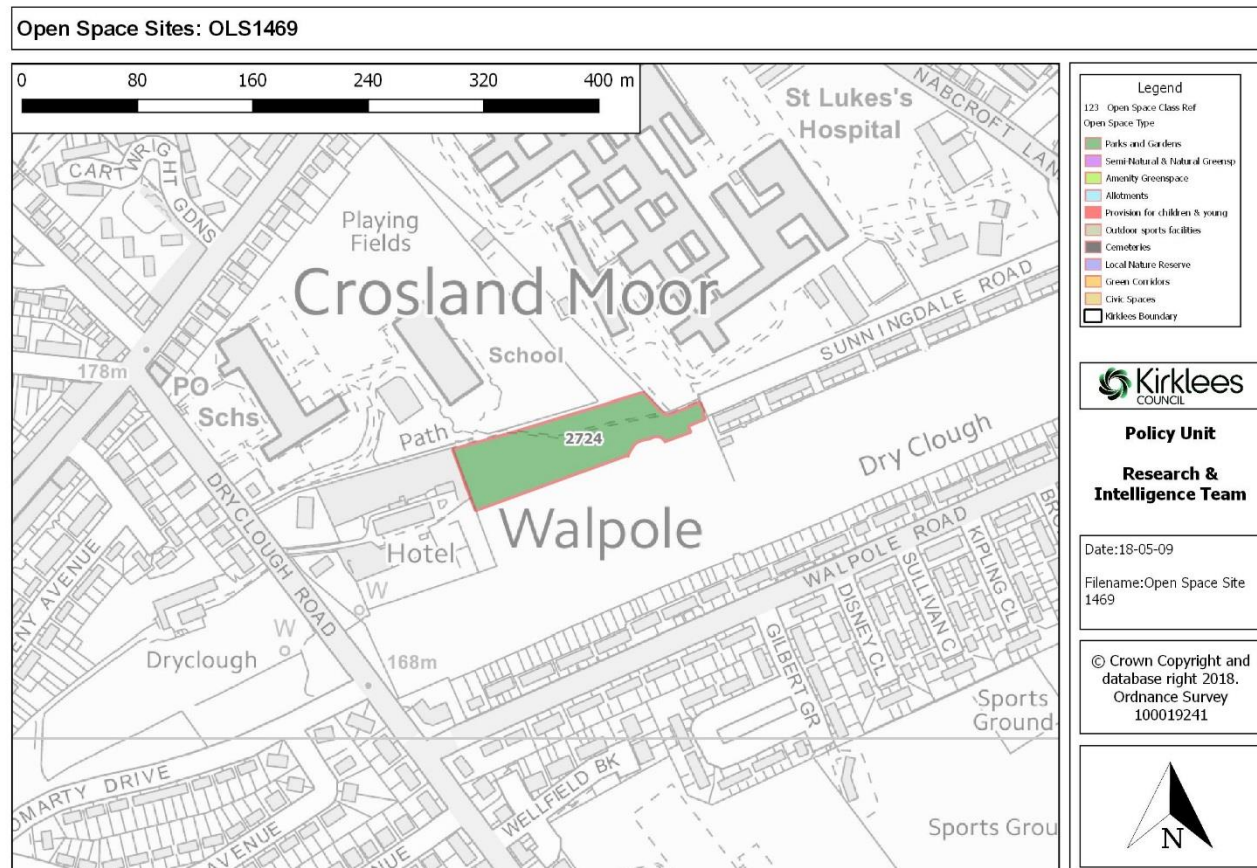 Open Space Sites: OLS1469
0 80 160 240 320 400 m
St Lukes's
Hospital
NABCROFT
CARTWRIGHT GDNS
Playing
Fields
Crosland Moor
SUNNINGDALE ROAD
School
178m
PO
Schs
Path
2724
Dry Clough
DRYCLOUGH ROAD
Walpole
Hotel
WALPOLE ROAD
KIPLING CL
SULLIVAN C
DISNEY CL
GILBERT GR
W
W
Dryclough
168m
Sports
Ground
OMARTY DRIVE
WELLFIELD BK
AVENUE
AVENUE
ENY AVENUE
Sports Grou
Legend
123 Open Space Class Ref
Open Space Type
Parks and Gardens
Semi-Natural & Natural Greensp
Amenity Greenspace
Allotments
Provision for children & young
Outdoor sports facilities
Cemeteries
Local Nature Reserve
Green Corridors
Civic Spaces
Kirklees Boundary
Kirklees
COUNCIL
Policy Unit
Research &
Intelligence Team
Date:18-05-09
Filename:Open Space Site
1469
© Crown Copyright and
database right 2018.
Ordnance Survey
100019241
N